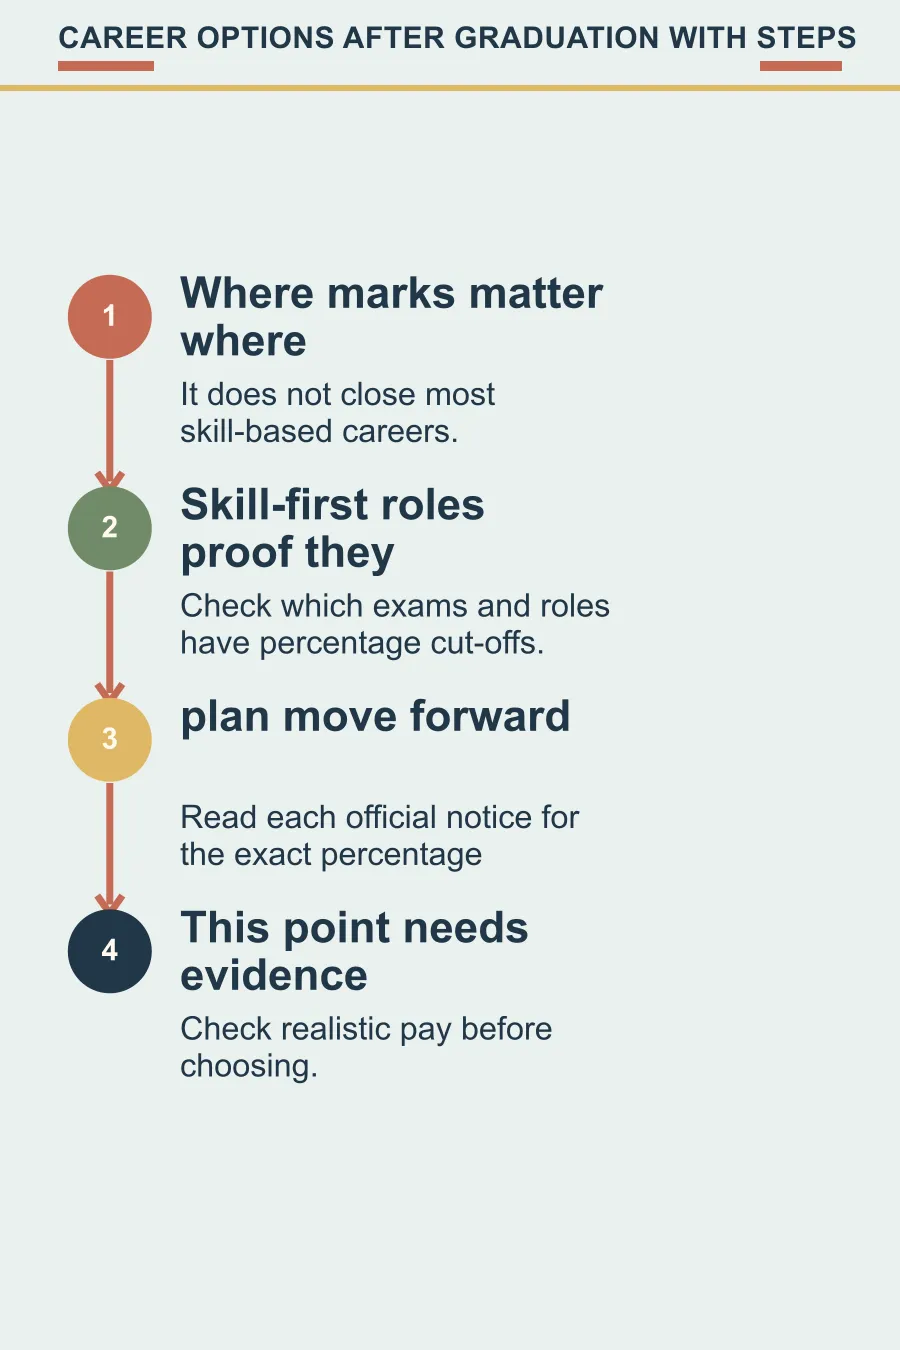 CAREER OPTIONS AFTER GRADUATION WITH STEPS
1
Where marks matter
where
It does not close most
skill-based careers.
2
Skill-first roles
proof they
Check which exams and roles
have percentage cut-offs.
3
plan move forward
Read each official notice for
the exact percentage
4
This point needs
evidence
Check realistic pay before
choosing.